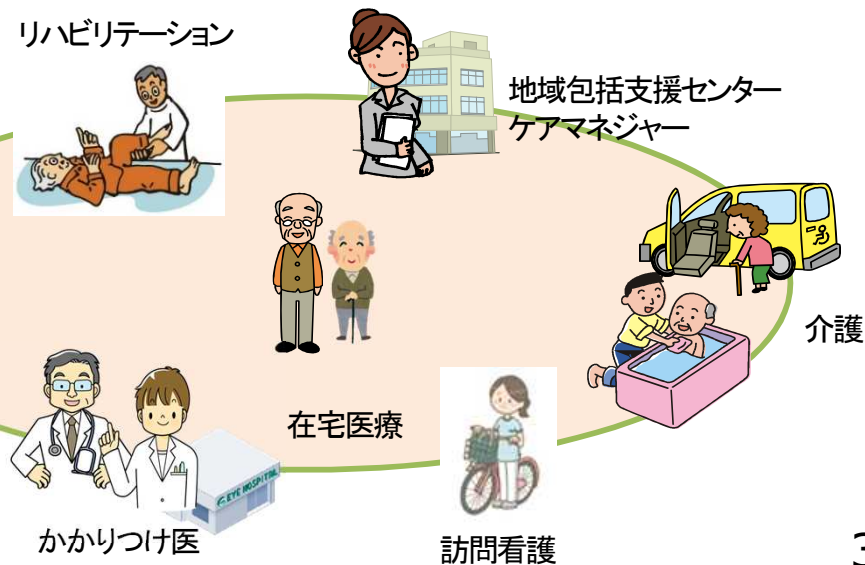 リハビリテーション
地域包括支援センター
ケアマネジャー
介護
在宅医療
EYE HOSPITAL
かかりつけ医
訪問看護
3